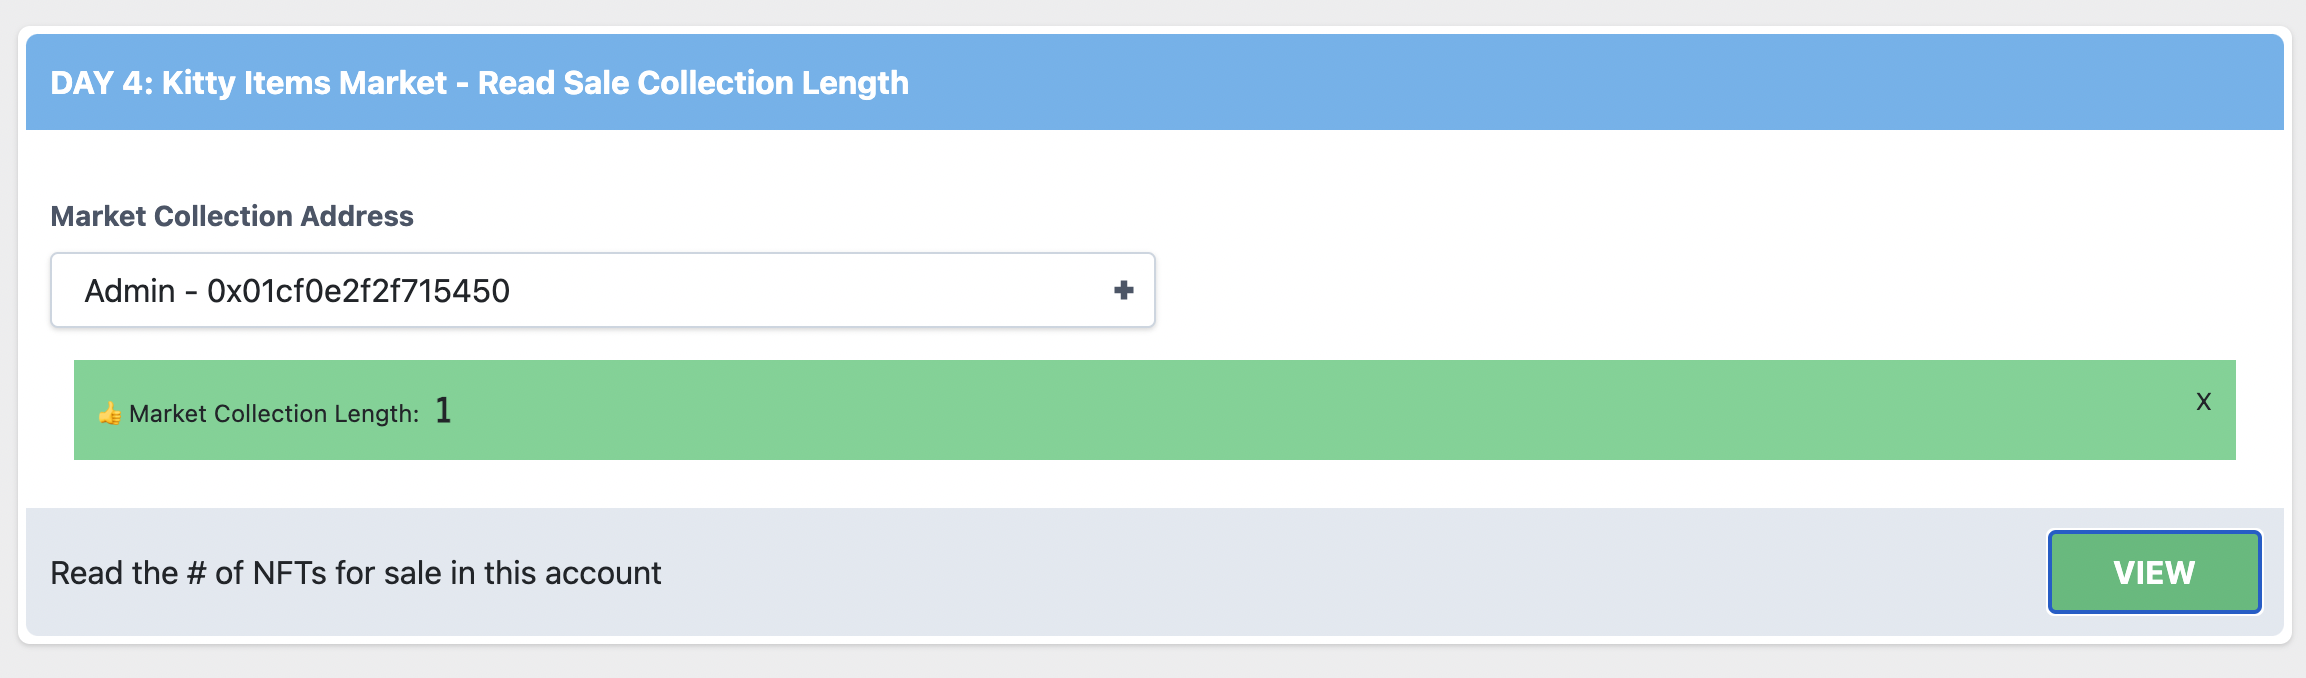 DAY 4: Kitty Items Market - Read Sale Collection Length
Market Collection Address
Admin - 0x01cf0e2f2f715450
👍 Market Collection Length: 1
X
Read the # of NFTs for sale in this account
VIEW